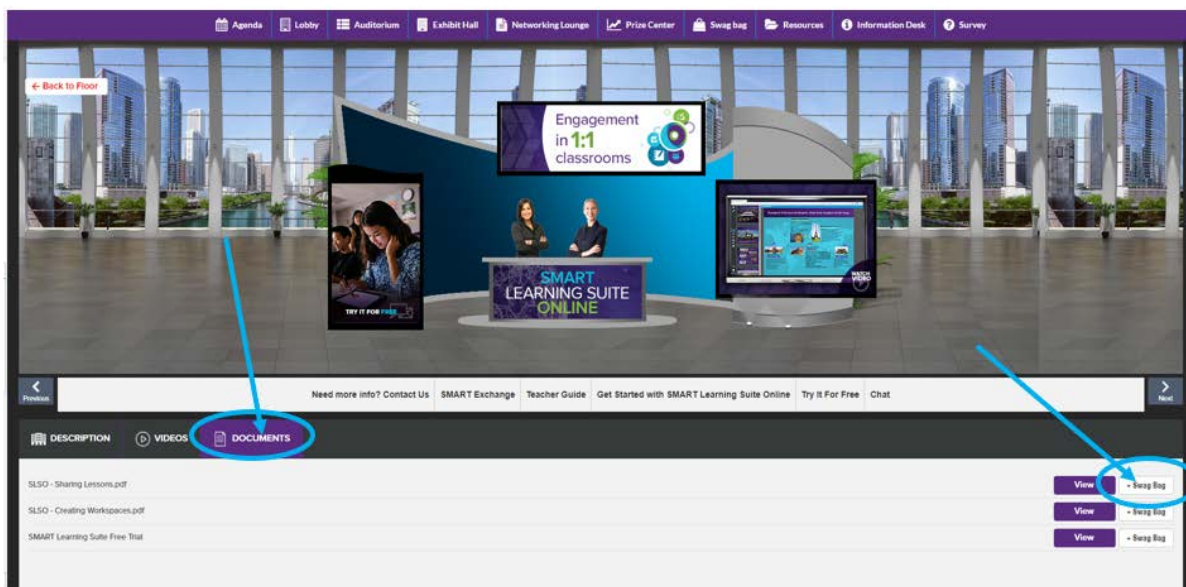 Agenda Lobby Auditorium Exhibit Hall Networking Lounge Prize Center Swag bag Resources Information Desk Survey
← Back to Floor
Engagement
in 1:1
classrooms
TRY IT FOR FREE
SMART
LEARNING SUITE
ONLINE
WATCH
VIDEO
Previous
Need more info? Contact Us SMART Exchange Teacher Guide Get Started with SMART Learning Suite Online Try It For Free Chat
Next
DESCRIPTION VIDEOS DOCUMENTS
SLSO - Sharing Lessons.pdf View + Swag Bag
SLSO - Creating Workspaces.pdf View + Swag Bag
SMART Learning Suite Free Trial View + Swag Bag